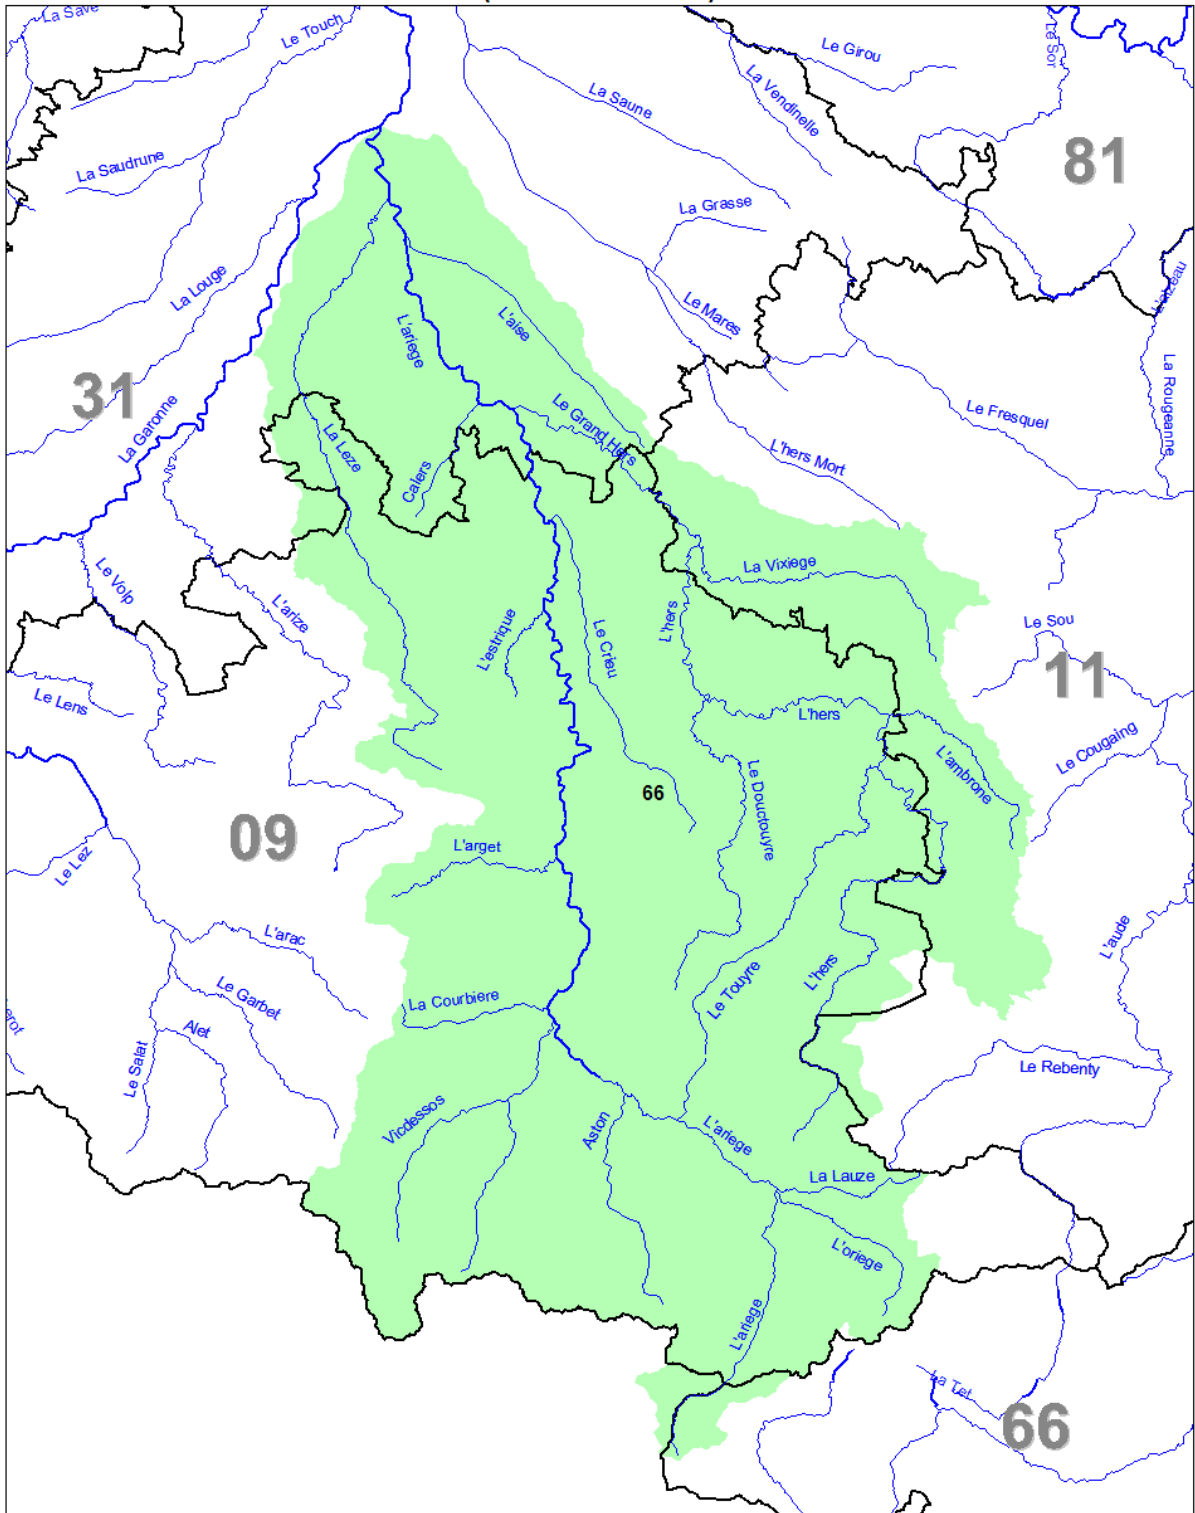 La Save
Le Touch
Le Girou
Le Sor
La Saune
La Vendinelle
81
La Saudrune
La Grasse
La Louge
L'alzeau
Le Mares
L'ariege
L'aise
31
La Garonne
La Rougeanne
Le Fresquel
Le Grand Hers
La Leze
L'hers Mort
Calers
La Vixiege
Le Volp
L'arize
L'hers
Le Sou
L'estrique
Le Crieu
11
Le Lens
L'hers
Le Cougaing
L'ambrone
66
Le Douctouyre
09
L'arget
Le Lez
L'arac
L'aude
Le Touyre
L'hers
Le Garbet
La Courbiere
erot
Alet
Le Salat
Le Rebenty
Vicdessos
Aston
L'ariege
La Lauze
L'oriege
L'ariege
La Tet
66